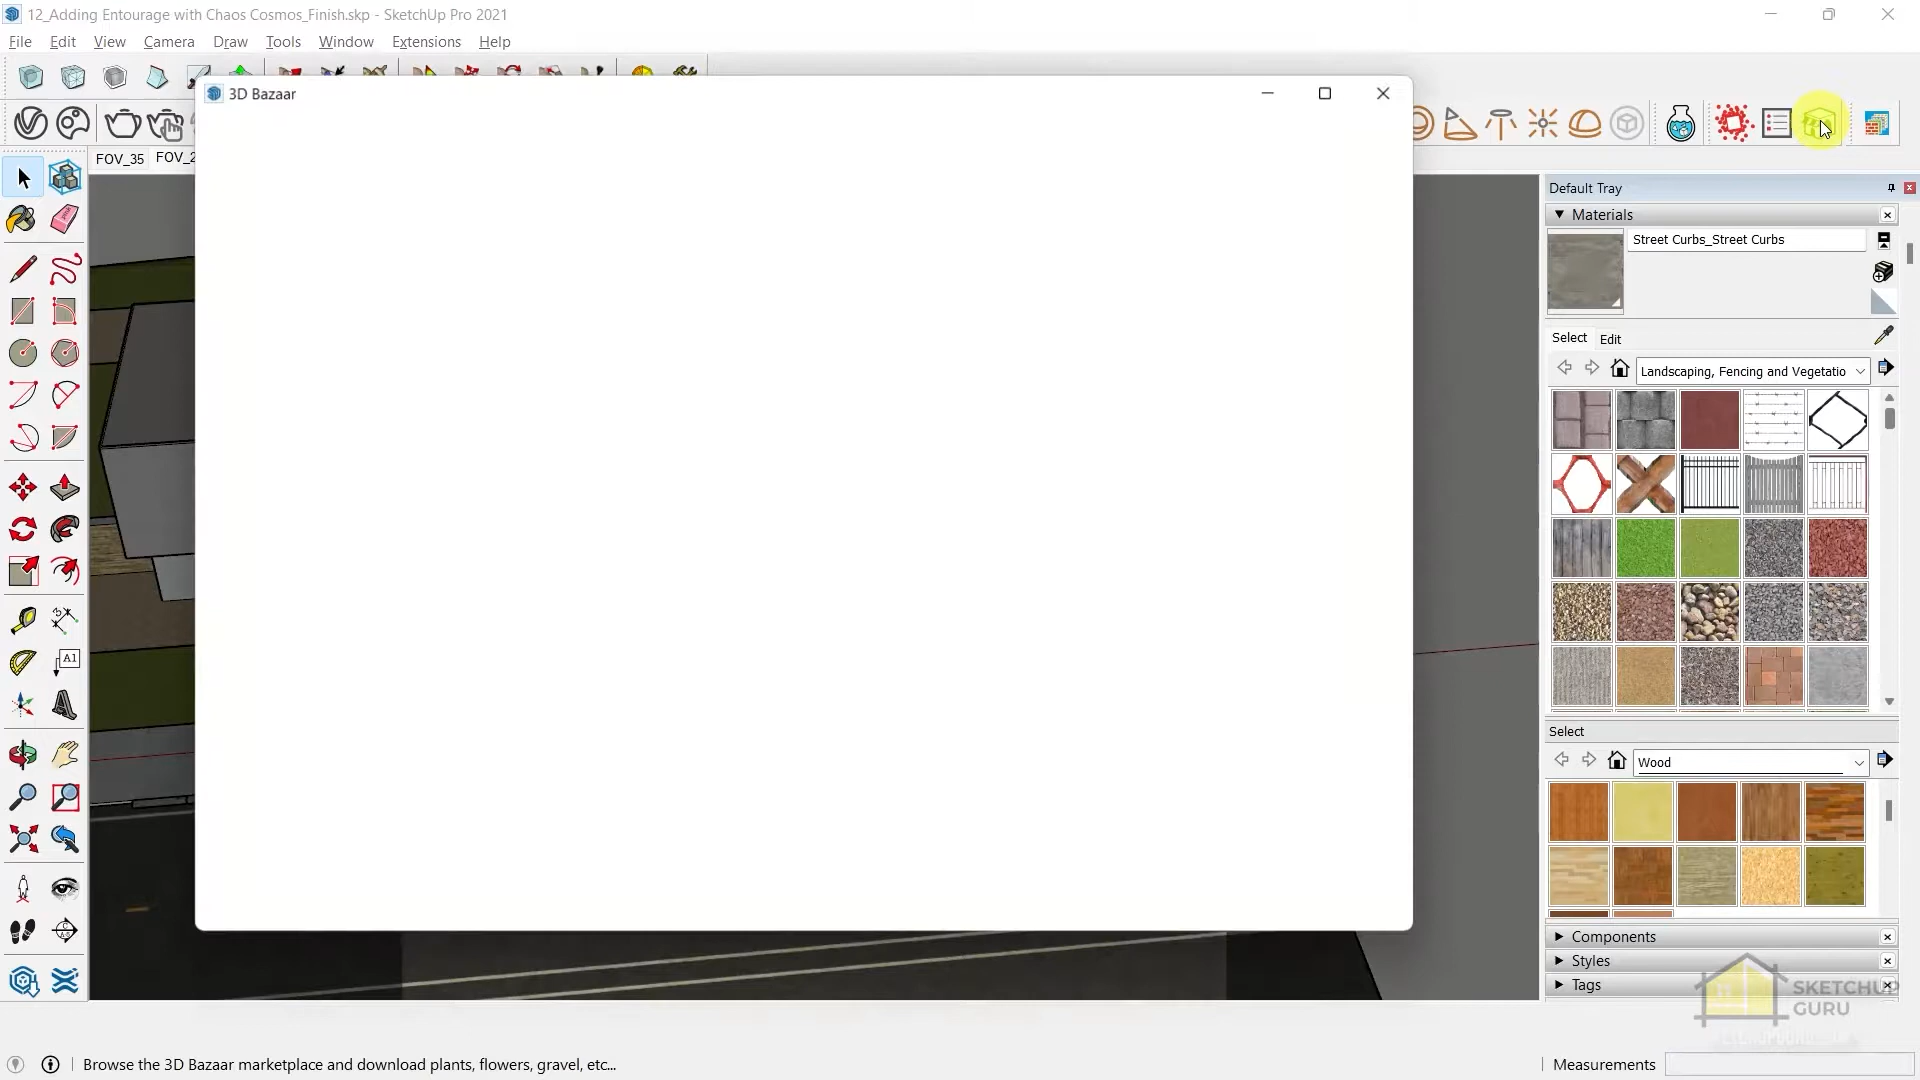 12_Adding Entourage with Chaos Cosmos_Finish.skp - SketchUp Pro 2021
File Edit View Camera Draw Tools Window Extensions Help
3D Bazaar
FOV_35 FOV_2
Default Tray
Materials
Street Curbs_Street Curbs
Select Edit
Landscaping, Fencing and Vegetatio
Select
Wood
A1
Components
Styles
Tags
SKETCHUP
GURU
Browse the 3D Bazaar marketplace and download plants, flowers, gravel, etc...
Measurements